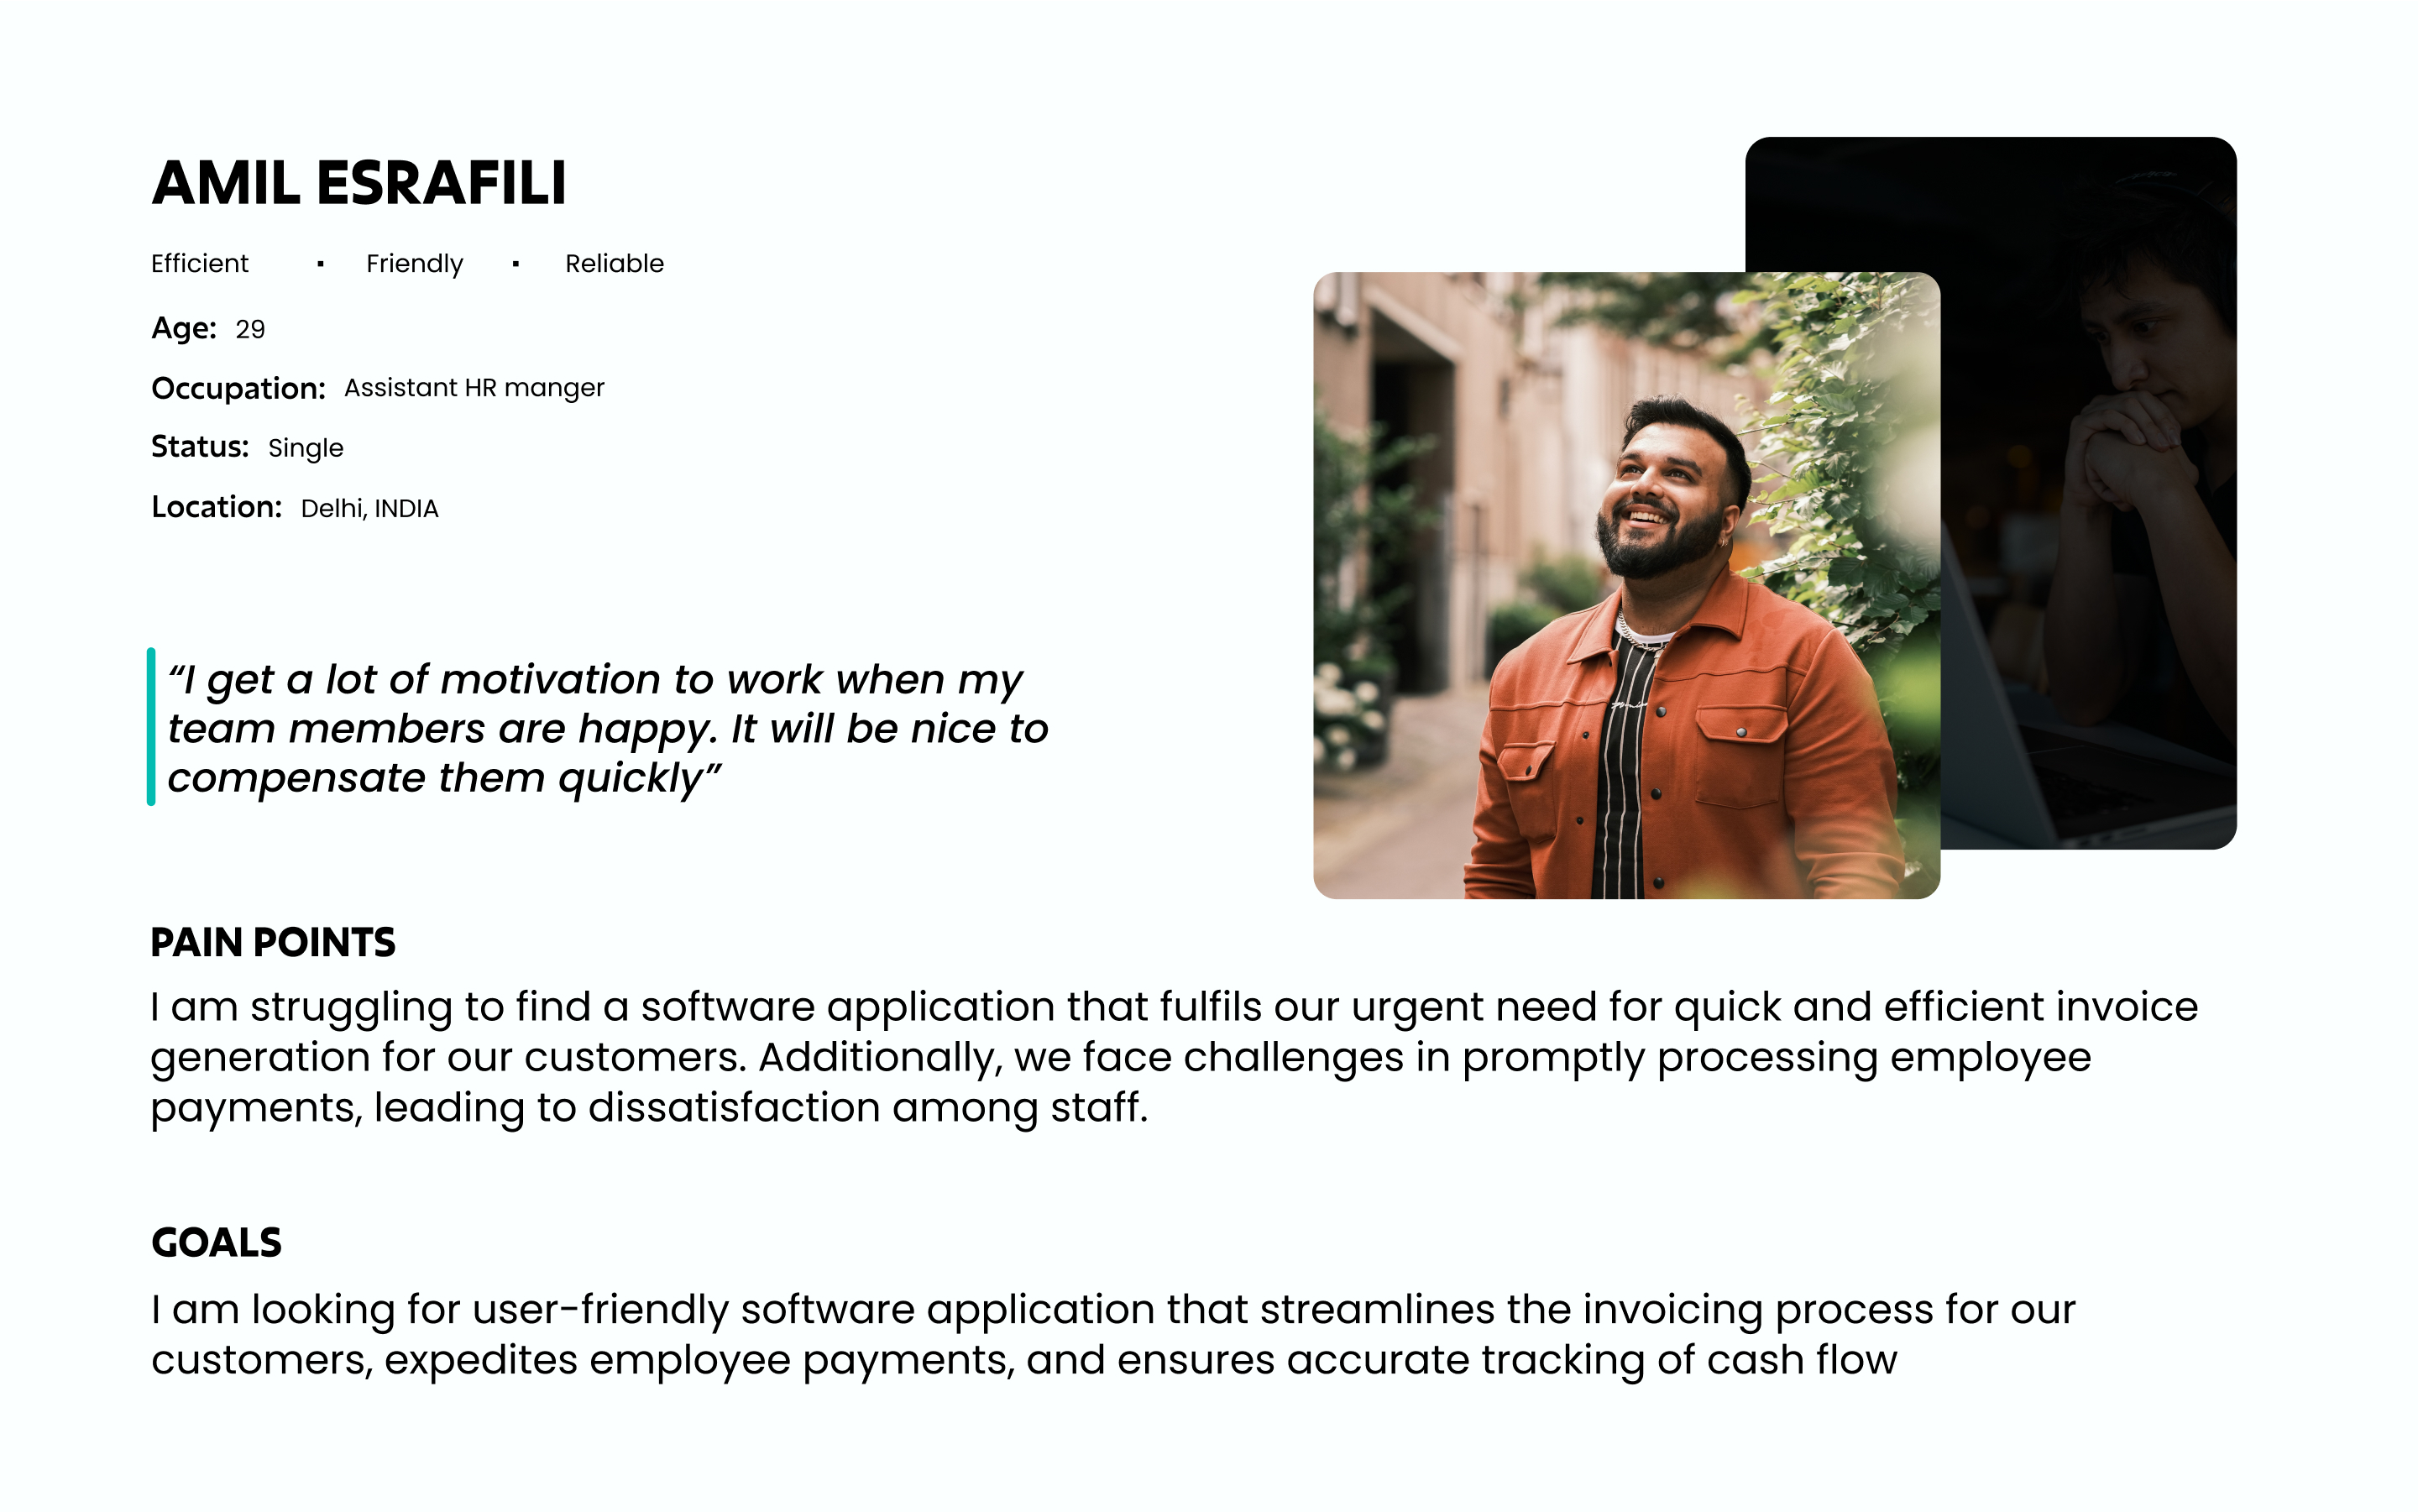 AMIL ESRAFILI
Efficient ▪ Friendly ▪ Reliable
Age: 29
Occupation: Assistant HR manger
Status: Single
Location: Delhi, INDIA
“I get a lot of motivation to work when my
team members are happy. It will be nice to
compensate them quickly”
PAIN POINTS
I am struggling to find a software application that fulfils our urgent need for quick and efficient invoice
generation for our customers. Additionally, we face challenges in promptly processing employee
payments, leading to dissatisfaction among staff.
GOALS
I am looking for user-friendly software application that streamlines the invoicing process for our
customers, expedites employee payments, and ensures accurate tracking of cash flow